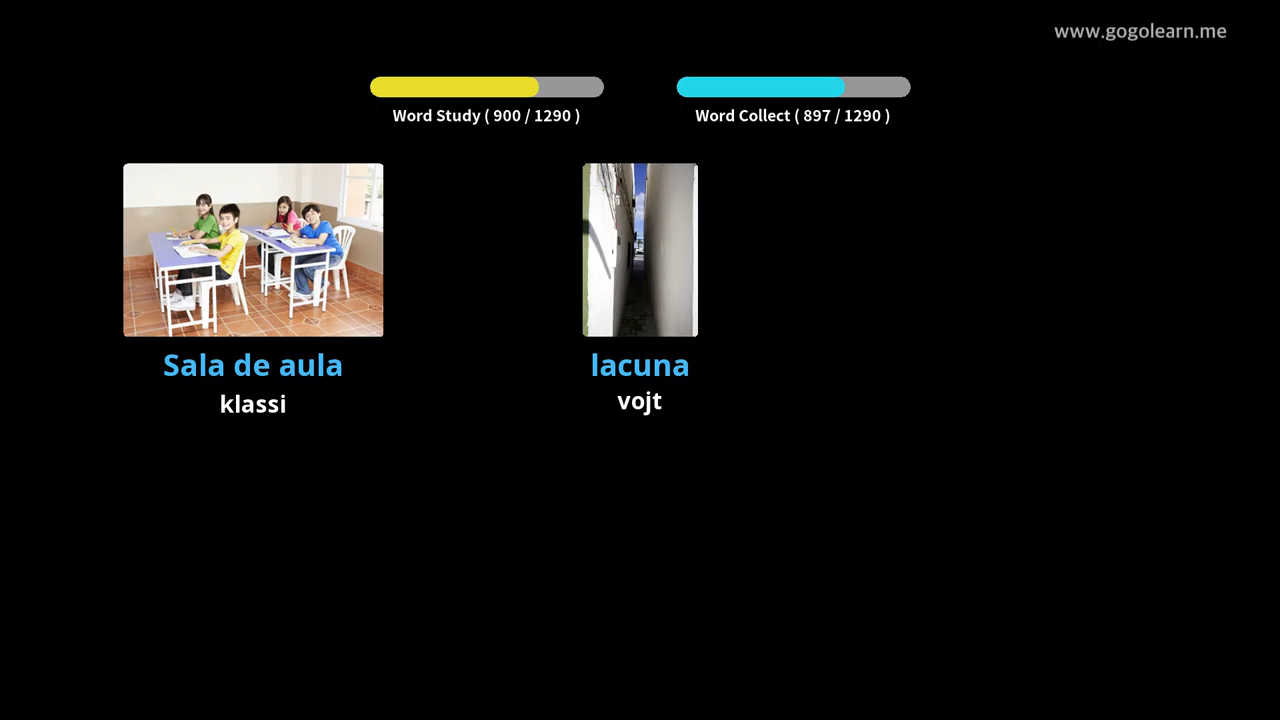 www.gogolearn.me
Word Study ( 900 / 1290 )
Word Collect ( 897 / 1290 )
Sala de aula
klassi
lacuna
vojt